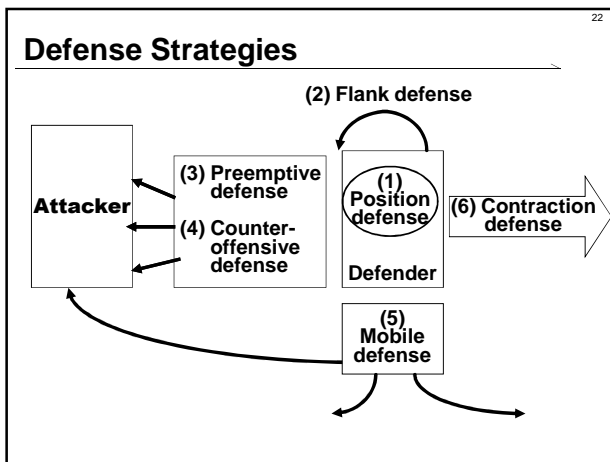 22
Defense Strategies
(2) Flank defense
Attacker
(3) Preemptive
defense
(4) Counter-
offensive
defense
(1)
Position
defense
Defender
(6) Contraction
defense
(5)
Mobile
defense